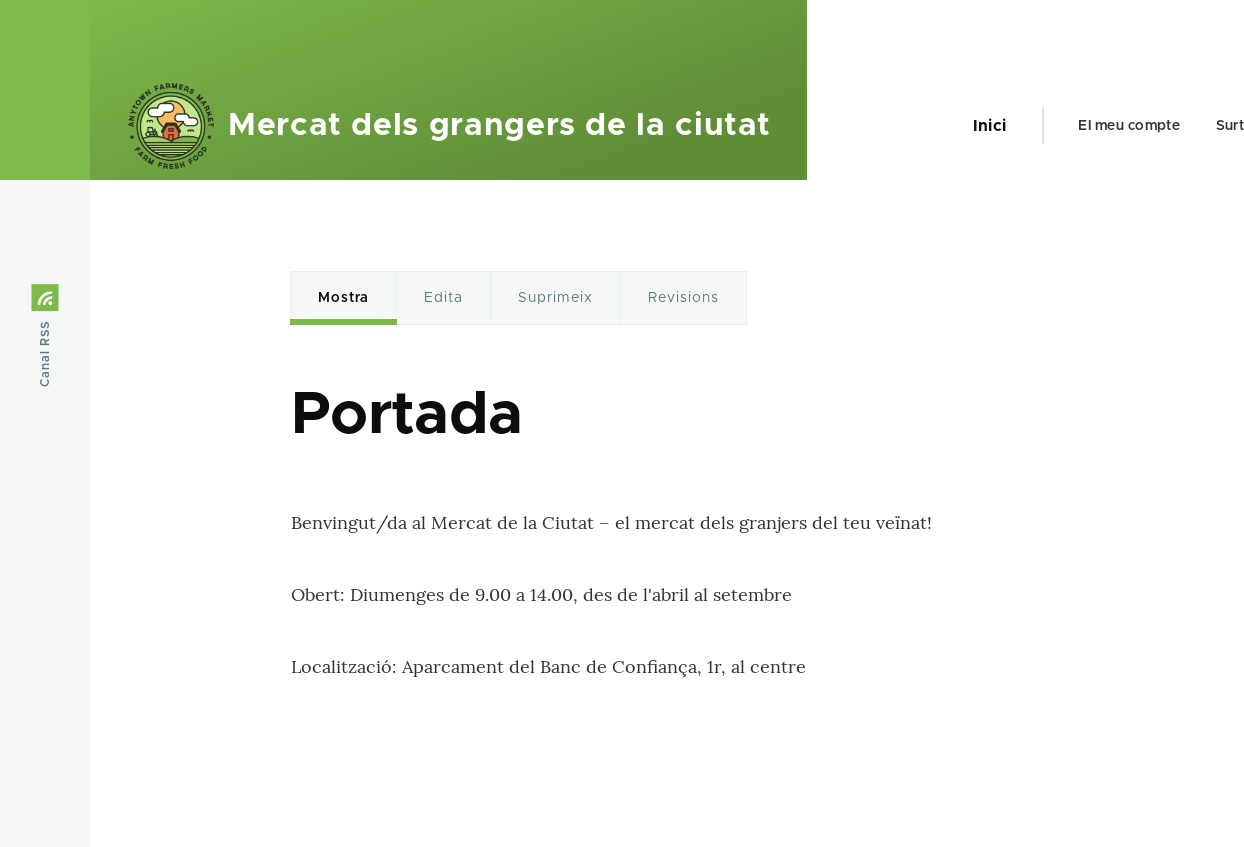 ANYTOWN FARMERS MARKET
FARM FRESH FOOD
Mercat dels grangers de la ciutat
Inici
El meu compte
Surt
Canal RSS
Mostra
Edita
Suprimeix
Revisions
Portada
Benvingut/da al Mercat de la Ciutat – el mercat dels granjers del teu veïnat!
Obert: Diumenges de 9.00 a 14.00, des de l'abril al setembre
Localització: Aparcament del Banc de Confiança, 1r, al centre